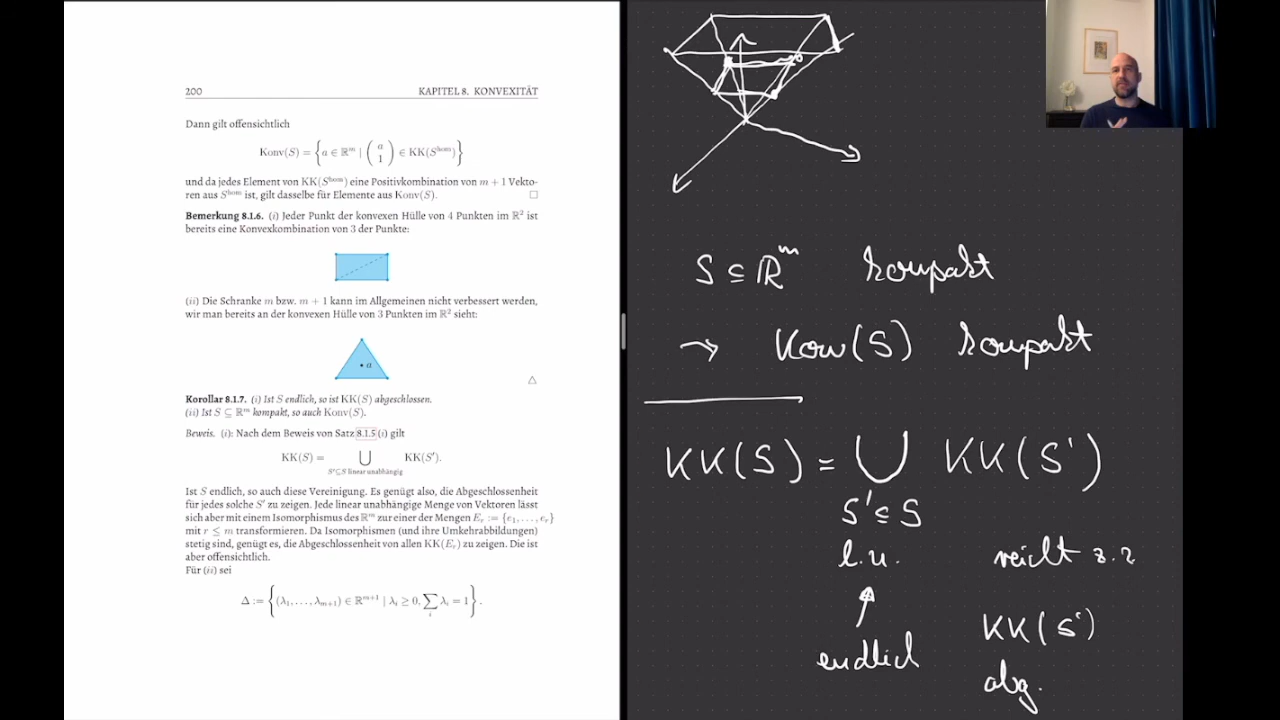 200 KAPITEL 8. KONVEXITÄT
Dann gilt offensichtlich
Konv(S) = { a ∈ ℝ^m | ( a 1 ) ∈ KK(S^hom) }
und da jedes Element von KK(S^hom) eine Positivkombination von m + 1 Vekto-
ren aus S^hom ist, gilt dasselbe für Elemente aus Konv(S). □
Bemerkung 8.1.6. (i) Jeder Punkt der konvexen Hülle von 4 Punkten im ℝ² ist
bereits eine Konvexkombination von 3 der Punkte:
(ii) Die Schranke m bzw. m + 1 kann im Allgemeinen nicht verbessert werden,
wir man bereits an der konvexen Hülle von 3 Punkten im ℝ² sieht:
a
△
Korollar 8.1.7. (i) Ist S endlich, so ist KK(S) abgeschlossen.
(ii) Ist S ⊆ ℝ^m kompakt, so auch Konv(S).
Beweis. (i): Nach dem Beweis von Satz 8.1.5 (i) gilt
KK(S) = ⋃ KK(S′).
S′⊆S linear unabhängig
Ist S endlich, so auch diese Vereinigung. Es genügt also, die Abgeschlossenheit
für jedes solche S′ zu zeigen. Jede linear unabhängige Menge von Vektoren lässt
sich aber mit einem Isomorphismus des ℝ^m zur einer der Mengen E_r := {e_1, . . . , e_r}
mit r ≤ m transformieren. Da Isomorphismen (und ihre Umkehrabbildungen)
stetig sind, genügt es, die Abgeschlossenheit von allen KK(E_r) zu zeigen. Die ist
aber offensichtlich.
Für (ii) sei
Δ := { (λ_1, . . . , λ_{m+1}) ∈ ℝ^{m+1} | λ_i ≥ 0, ∑_i λ_i = 1 } .
S ⊆ ℝ^m kompakt
→ Konv(S) kompakt
KK(S) = ⋃ KK(S')
S' ⊆ S
l.u. reicht z.z
↑ KK(S')
endlich abg.